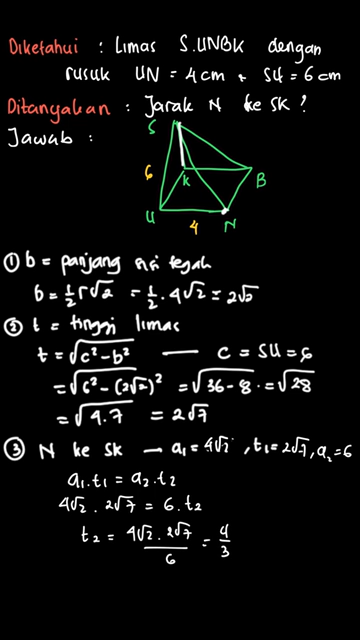 Diketahui : Limas S.UNBK dengan
rusuk UN = 4 cm + SU = 6 cm
Ditanyakan : Jarak N ke SK ?
Jawab :
S
6
K
B
U
4
N
① b = panjang sisi tegak
b = 1/2 r√2 = 1/2 . 4√2 = 2√2
② t = tinggi limas
t = √(c² - b²) — c = SU = 6
= √(6² - (2√2)²) = √(36 - 8) = √28
= √(4.7) = 2√7
③ N ke SK → a₁ = 4√2, t₁ = 2√7, a₂ = 6
a₁ . t₁ = a₂ . t₂
4√2 . 2√7 = 6 . t₂
t₂ = 4√2 . 2√7 / 6 = 4/3